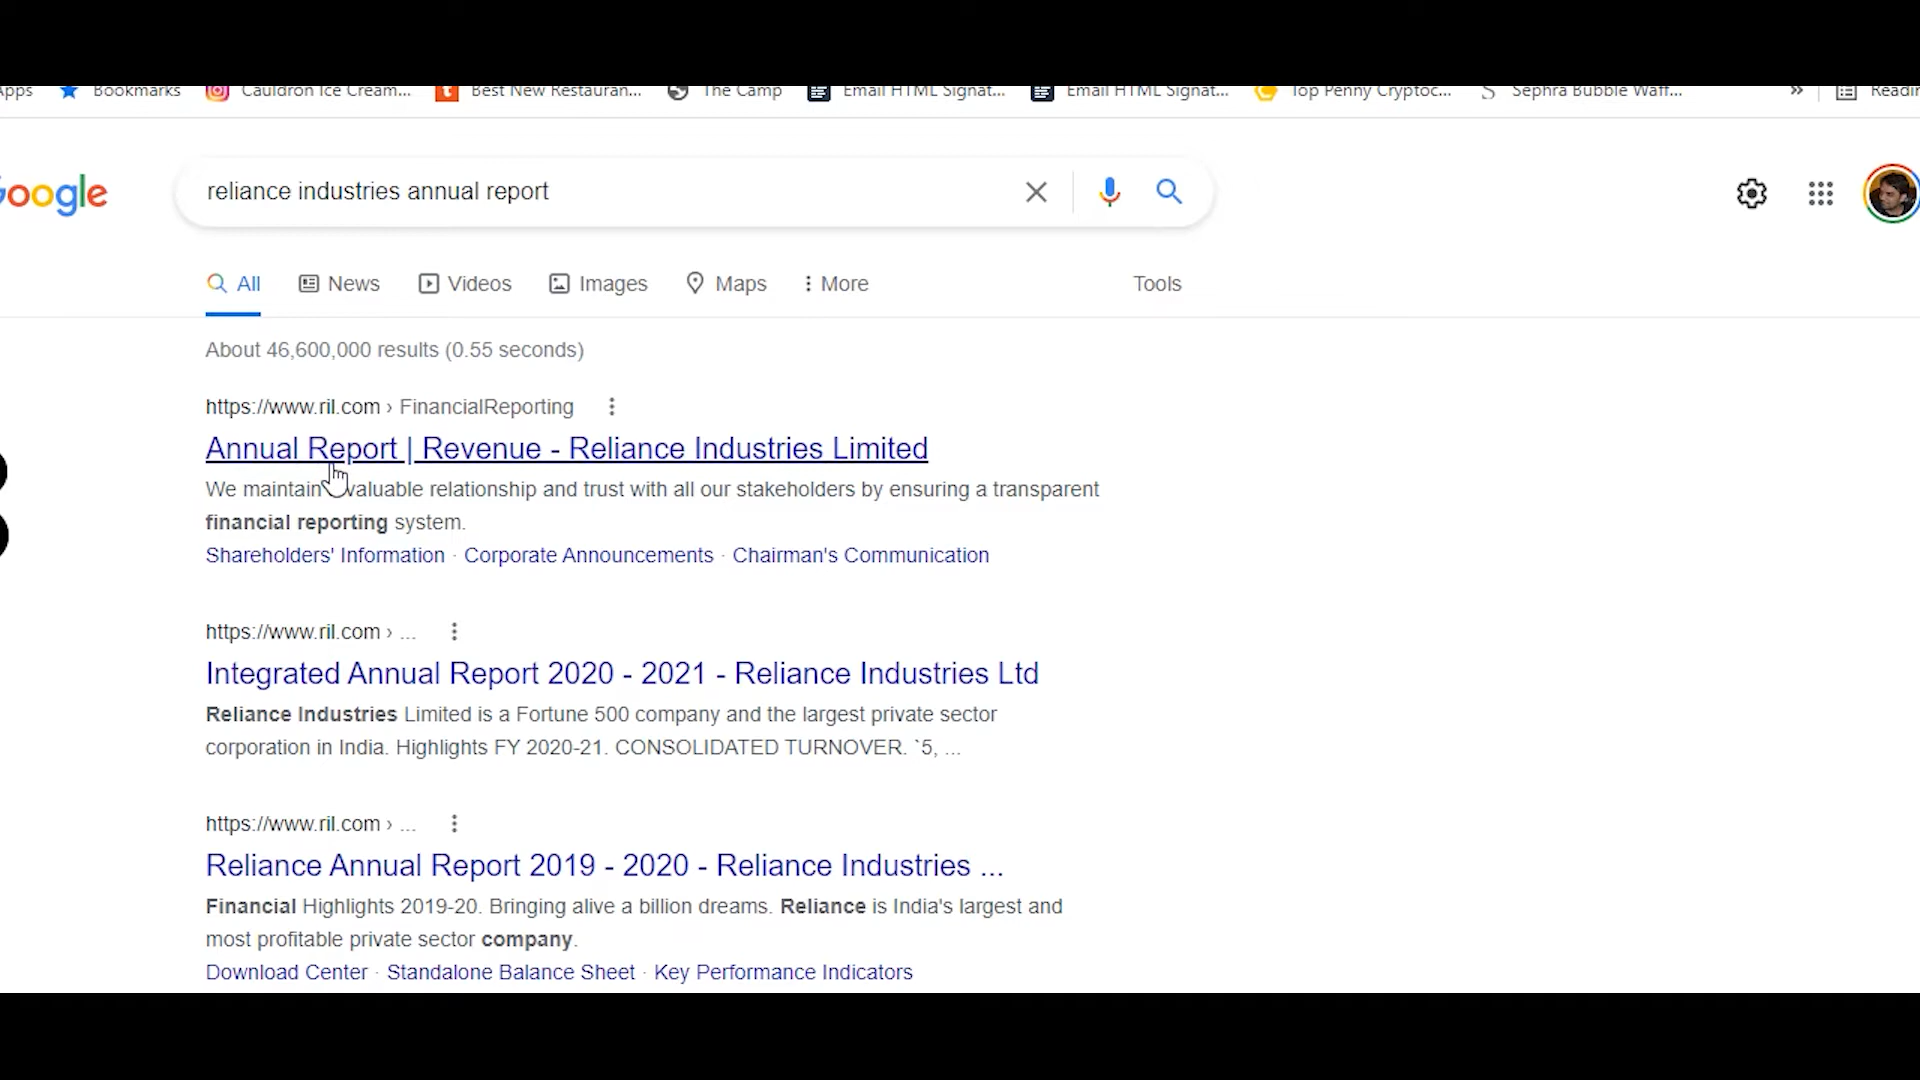 Apps Bookmarks Cauldron Ice Cream... Best New Restauran... The Camp Email HTML Signat... Email HTML Signat... Top Penny Cryptoc... Sephra Bubble Waff... » Readin
Google
reliance industries annual report
All News Videos Images Maps More Tools
About 46,600,000 results (0.55 seconds)
https://www.ril.com › FinancialReporting
Annual Report | Revenue - Reliance Industries Limited
We maintain valuable relationship and trust with all our stakeholders by ensuring a transparent
financial reporting system.
Shareholders' Information · Corporate Announcements · Chairman's Communication
https://www.ril.com › ...
Integrated Annual Report 2020 - 2021 - Reliance Industries Ltd
Reliance Industries Limited is a Fortune 500 company and the largest private sector
corporation in India. Highlights FY 2020-21. CONSOLIDATED TURNOVER. `5, ...
https://www.ril.com › ...
Reliance Annual Report 2019 - 2020 - Reliance Industries ...
Financial Highlights 2019-20. Bringing alive a billion dreams. Reliance is India's largest and
most profitable private sector company.
Download Center · Standalone Balance Sheet · Key Performance Indicators